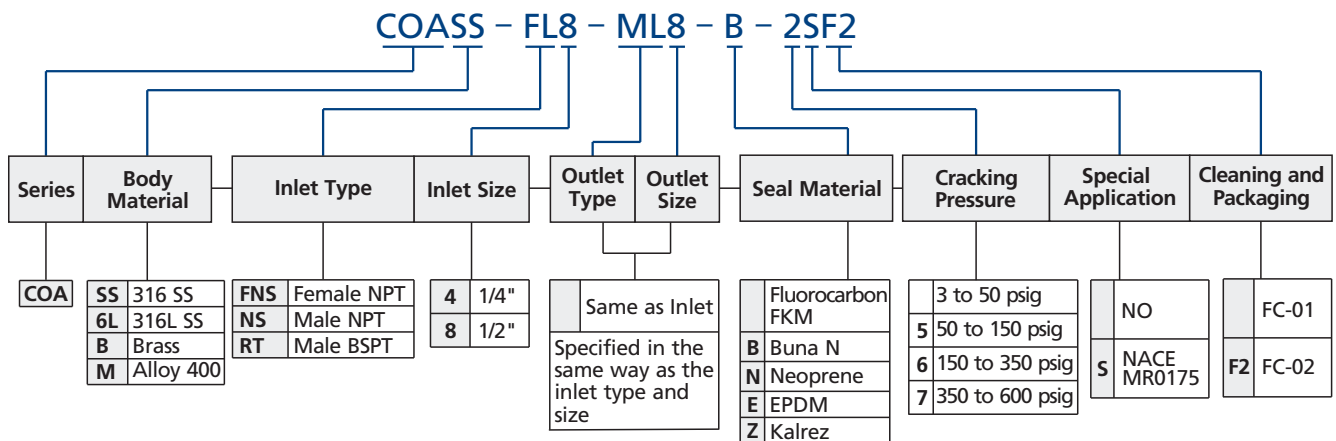 COASS – FL8 – ML8 – B – 2SF2
Series
Body
Material
Inlet Type
Inlet Size
Outlet
Type
Outlet
Size
Seal Material
Cracking
Pressure
Special
Application
Cleaning and
Packaging
COA
SS 316 SS
6L 316L SS
B Brass
M Alloy 400
FNS Female NPT
NS Male NPT
RT Male BSPT
4 1/4"
8 1/2"
Same as Inlet
Specified in the
same way as the
inlet type and
size
Fluorocarbon
FKM
B Buna N
N Neoprene
E EPDM
Z Kalrez
3 to 50 psig
5 50 to 150 psig
6 150 to 350 psig
7 350 to 600 psig
NO
S NACE
MR0175
FC-01
F2 FC-02